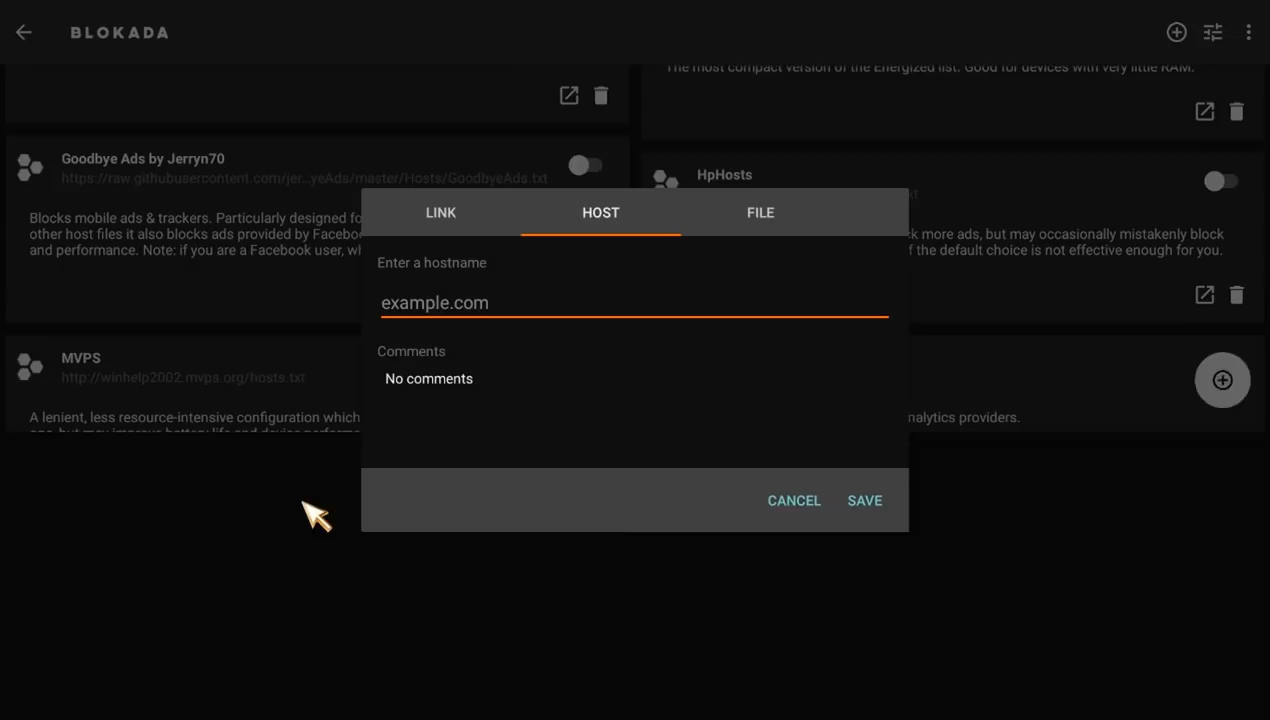 BLOKADA
The most compact version of the Energized list. Good for devices with very little RAM.
Goodbye Ads by Jerryn70
https://raw.githubusercontent.com/jer...yeAds/master/Hosts/GoodbyeAds.txt
Blocks mobile ads & trackers. Particularly designed fo
other host files it also blocks ads provided by Facebo
and performance. Note: if you are a Facebook user, w
HpHosts
xt
ck more ads, but may occasionally mistakenly block
f the default choice is not effective enough for you.
LINK HOST FILE
Enter a hostname
example.com
Comments
No comments
CANCEL SAVE
MVPS
http://winhelp2002.mvps.org/hosts.txt
A lenient, less resource-intensive configuration which
nalytics providers.